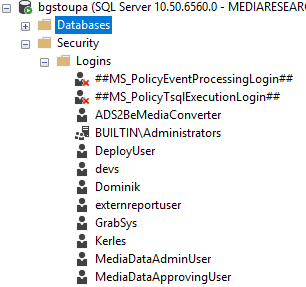 bgstoupa (SQL Server 10.50.6560.0 - MEDIARESEAR
Databases
Security
Logins
##MS_PolicyEventProcessingLogin##
##MS_PolicyTsqlExecutionLogin##
ADS2BeMediaConverter
BUILTIN\Administrators
DeployUser
devs
Dominik
externreportuser
GrabSys
Kerles
MediaDataAdminUser
MediaDataApprovingUser